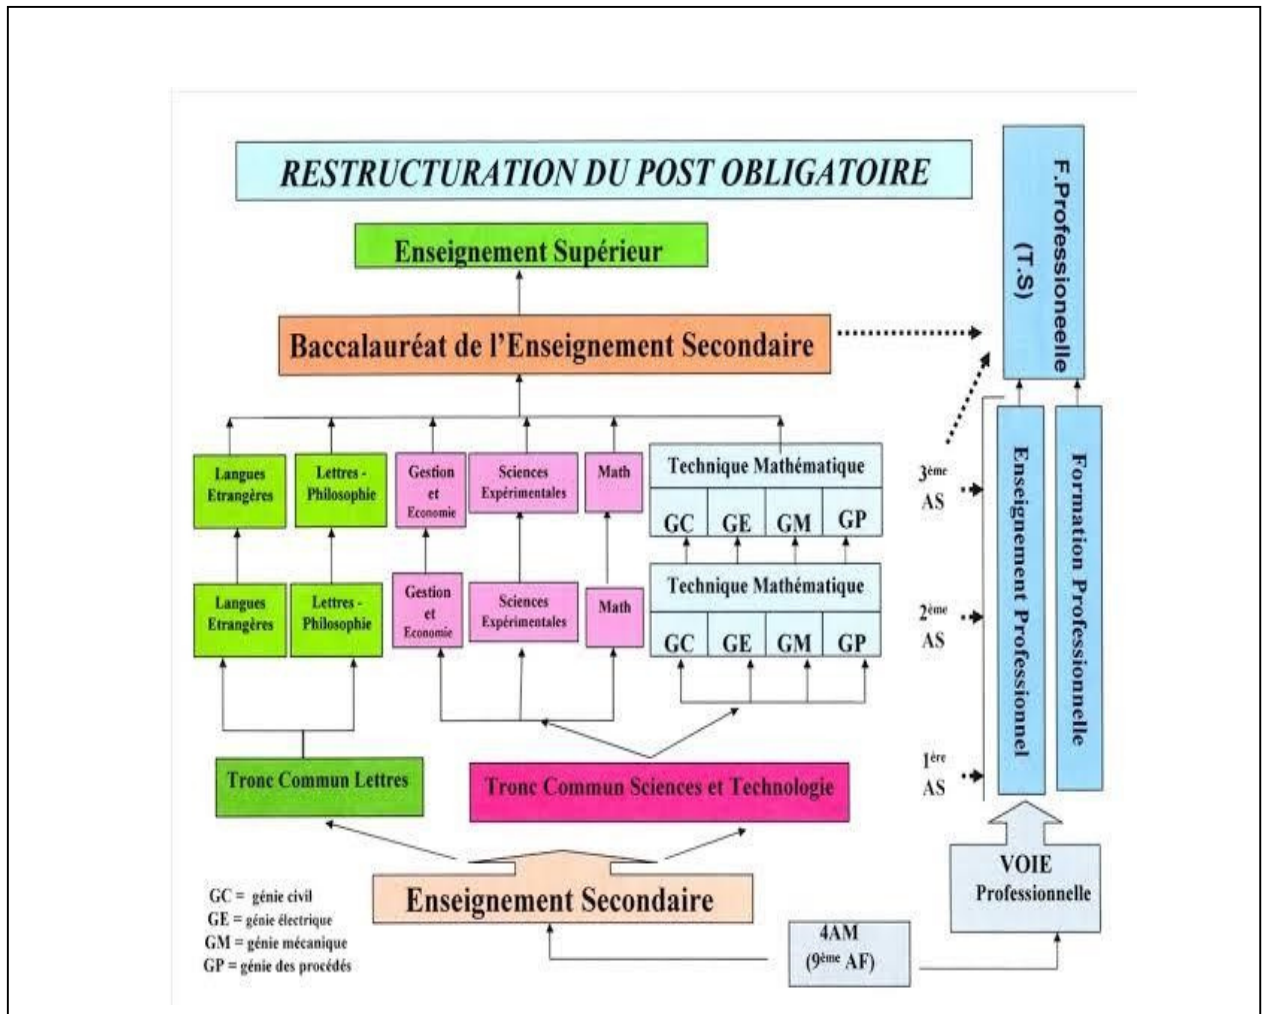 RESTRUCTURATION DU POST OBLIGATOIRE
F.Professioneelle
(T.S)
Enseignement Supérieur
Baccalauréat de l’Enseignement Secondaire
Langues
Etrangères
Lettres -
Philosophie
Gestion
et
Economie
Sciences
Expérimentales
Math
Technique Mathématique
GC GE GM GP
3ème
AS
Langues
Etrangères
Lettres -
Philosophie
Gestion
et
Economie
Sciences
Expérimentales
Math
Technique Mathématique
GC GE GM GP
2ème
AS
Enseignement Professionnel
Formation Professionnelle
Tronc Commun Lettres
Tronc Commun Sciences et Technologie
1ère
AS
VOIE
Professionnelle
Enseignement Secondaire
4AM
(9ème AF)
GC = génie civil
GE = génie électrique
GM = génie mécanique
GP = génie des procédés